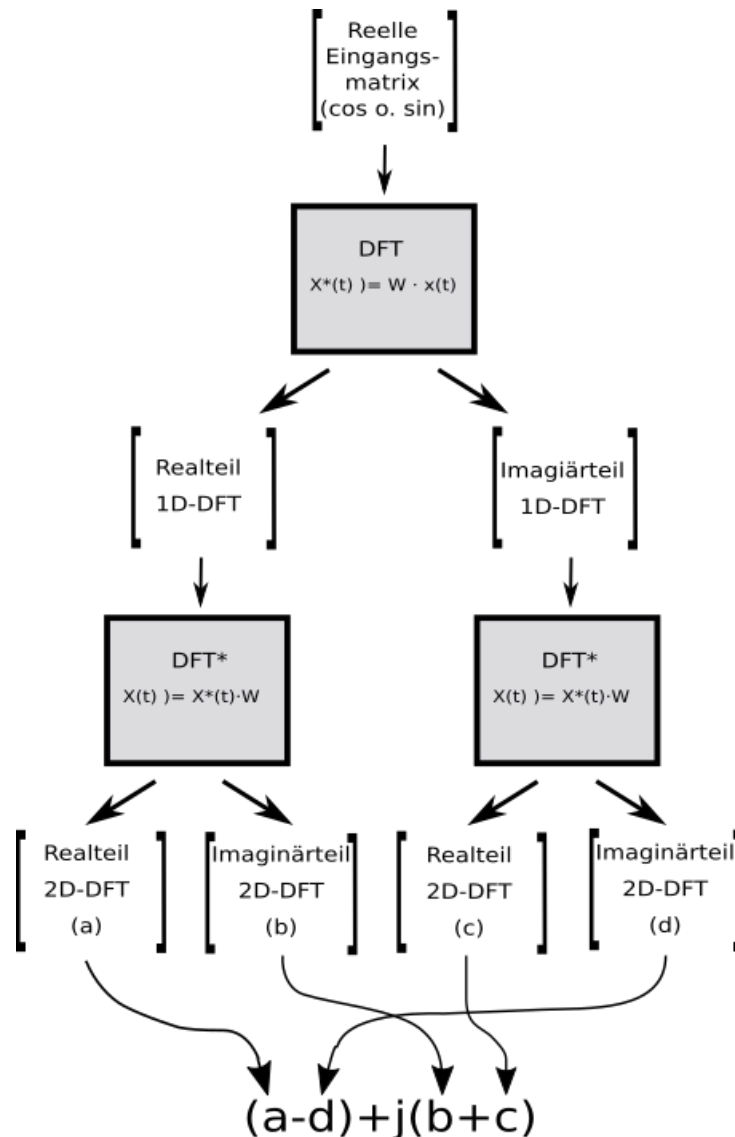 Reelle
Eingangs-
matrix
(cos o. sin)
DFT
X*(t) )= W · x(t)
Realteil
1D-DFT
Imagiärteil
1D-DFT
DFT*
X(t) )= X*(t)·W
DFT*
X(t) )= X*(t)·W
Realteil
2D-DFT
(a)
Imaginärteil
2D-DFT
(b)
Realteil
2D-DFT
(c)
Imaginärteil
2D-DFT
(d)
(a-d)+j(b+c)